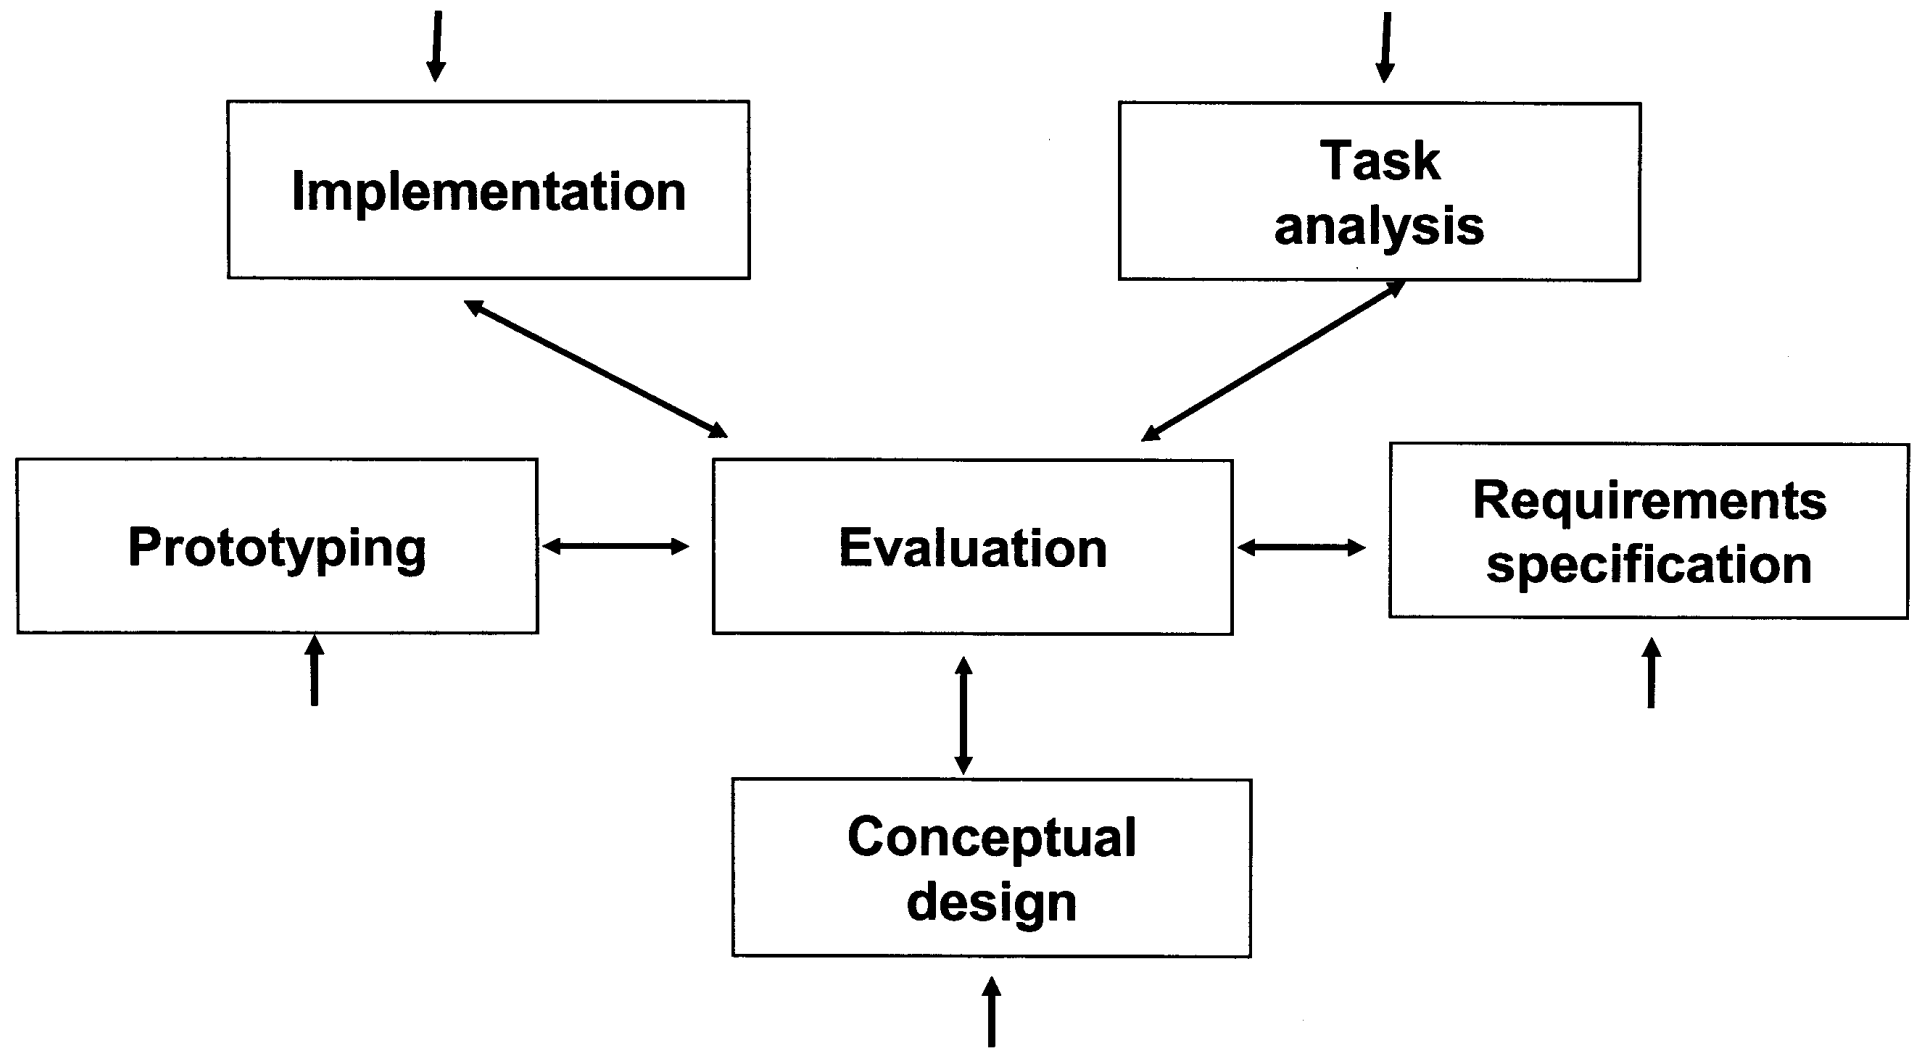 Implementation
Task
analysis
Prototyping
Evaluation
Requirements
specification
Conceptual
design